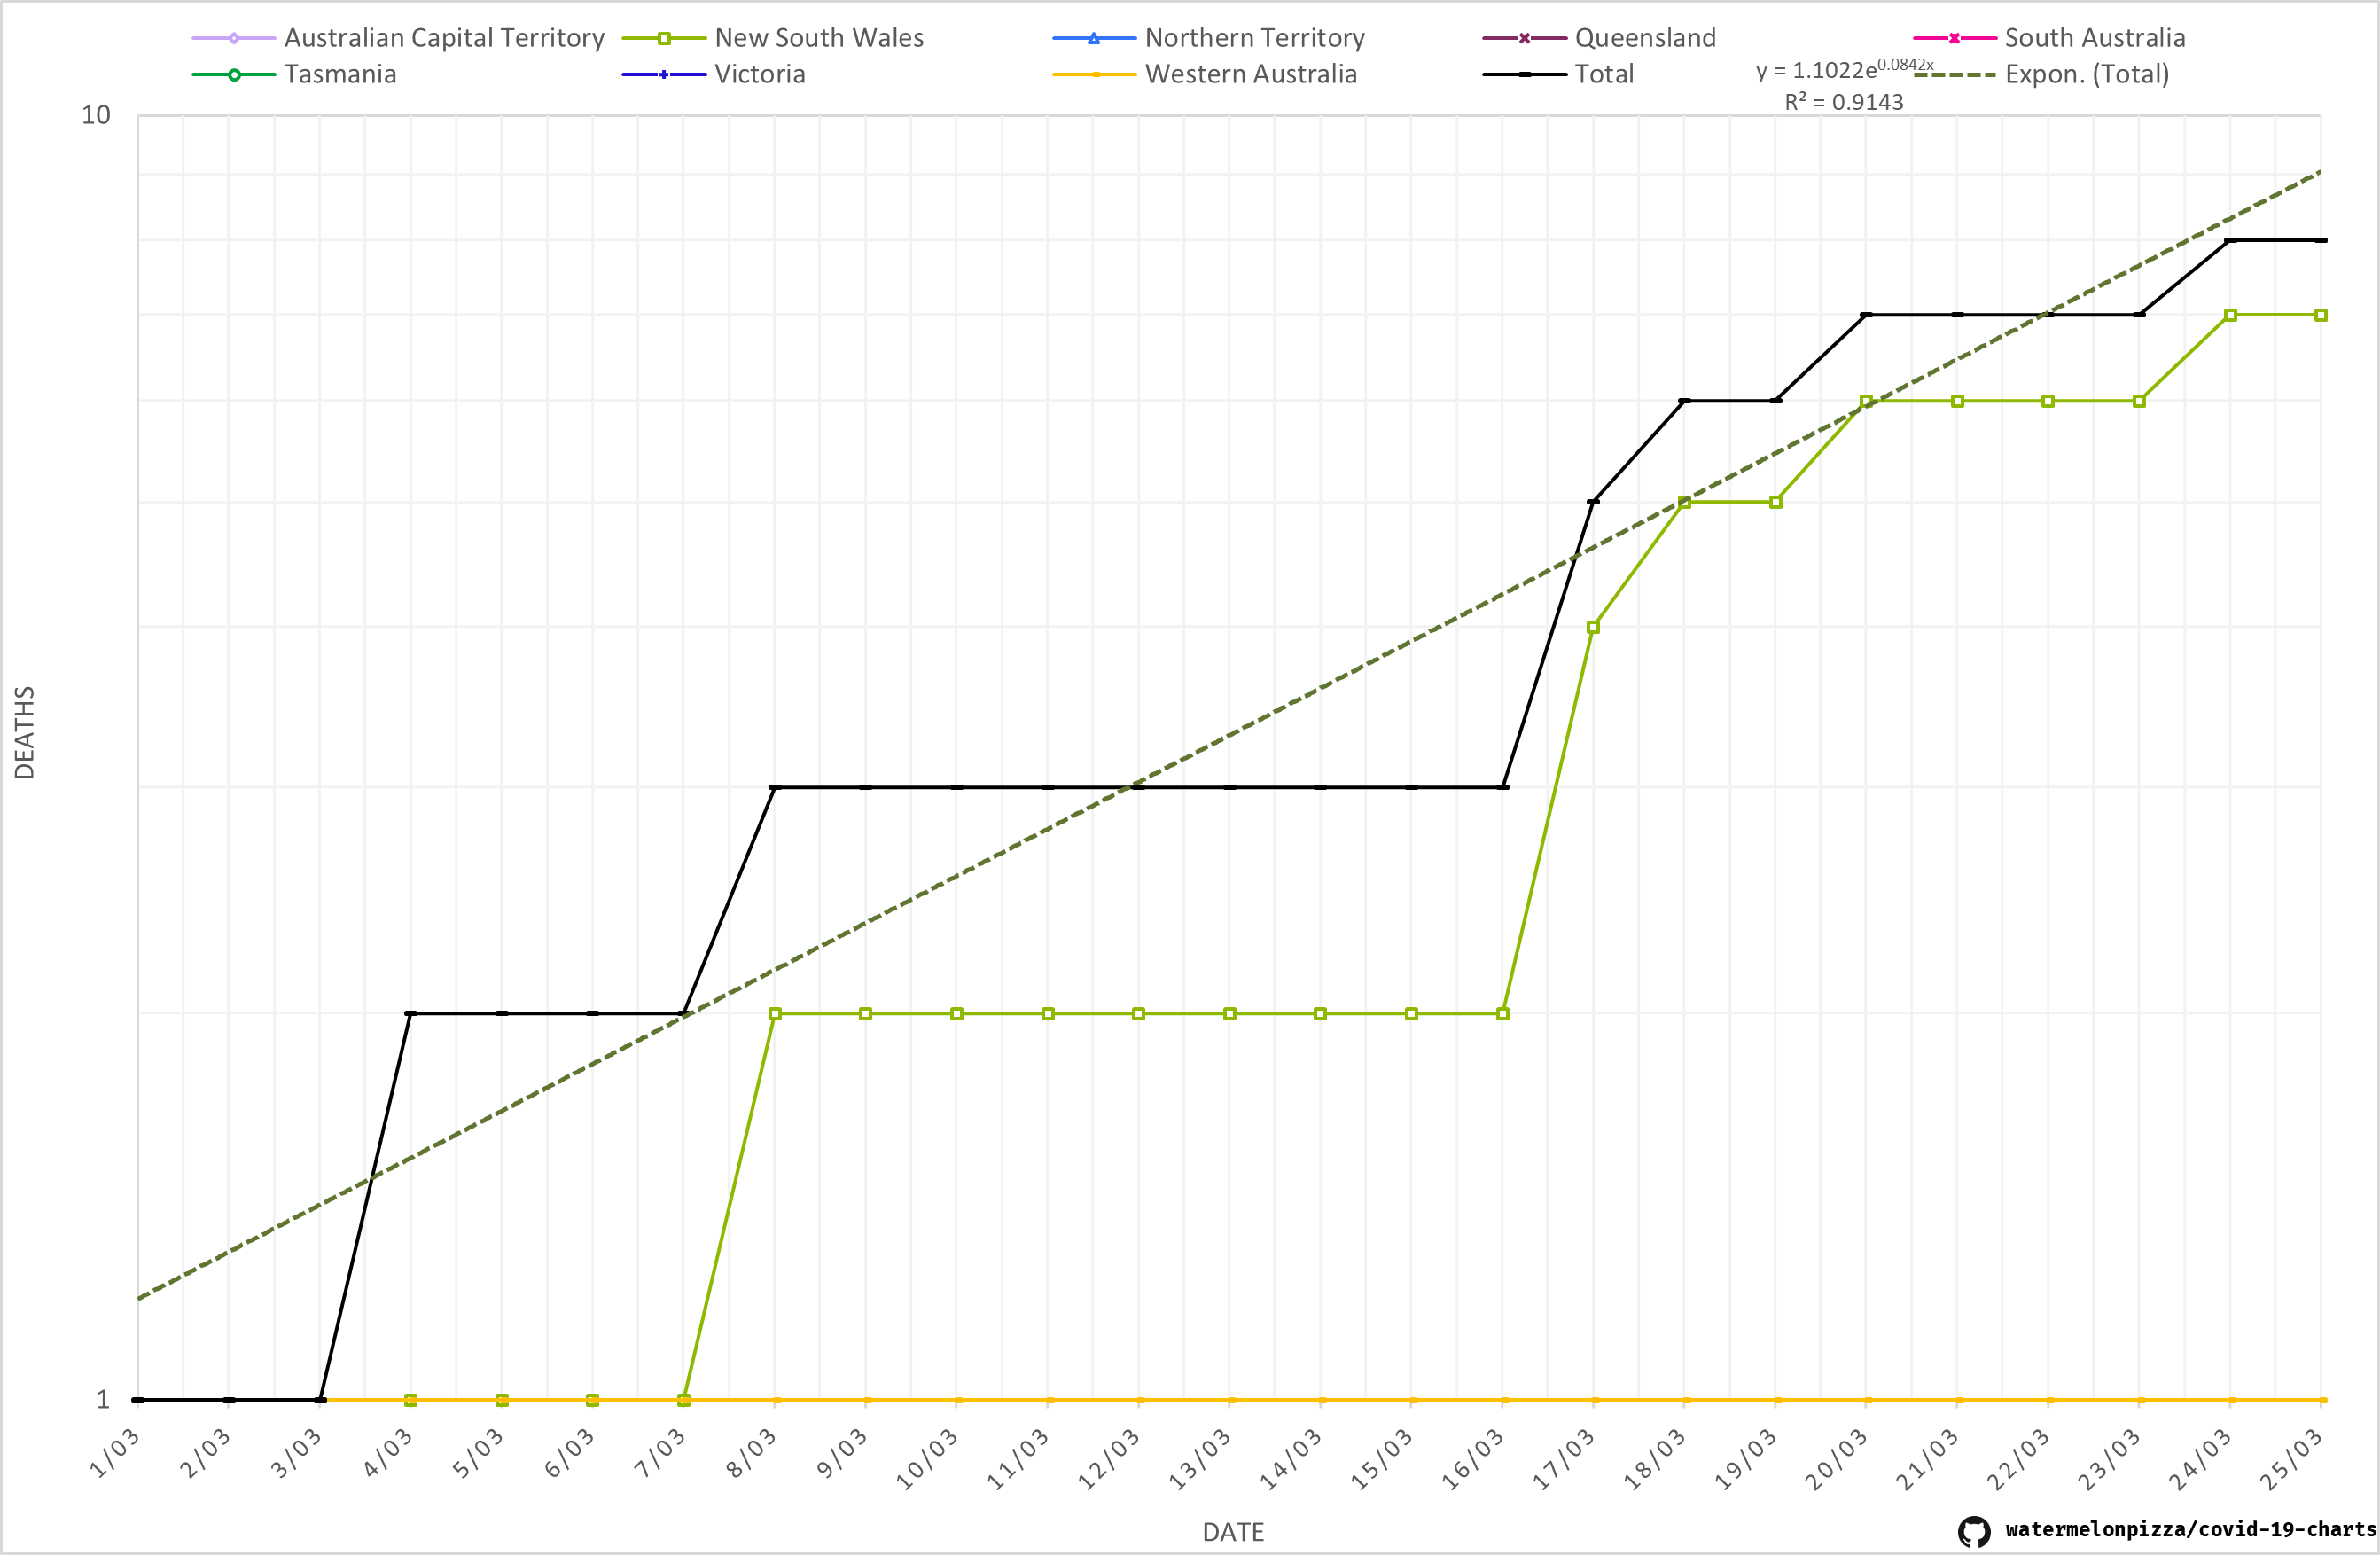 Australian Capital Territory New South Wales Northern Territory Queensland South Australia
Tasmania Victoria Western Australia Total Expon. (Total)
y = 1.1022e^0.0842x
R² = 0.9143
10
1
DEATHS
1/03 2/03 3/03 4/03 5/03 6/03 7/03 8/03 9/03 10/03 11/03 12/03 13/03 14/03 15/03 16/03 17/03 18/03 19/03 20/03 21/03 22/03 23/03 24/03 25/03
DATE
watermelonpizza/covid-19-charts